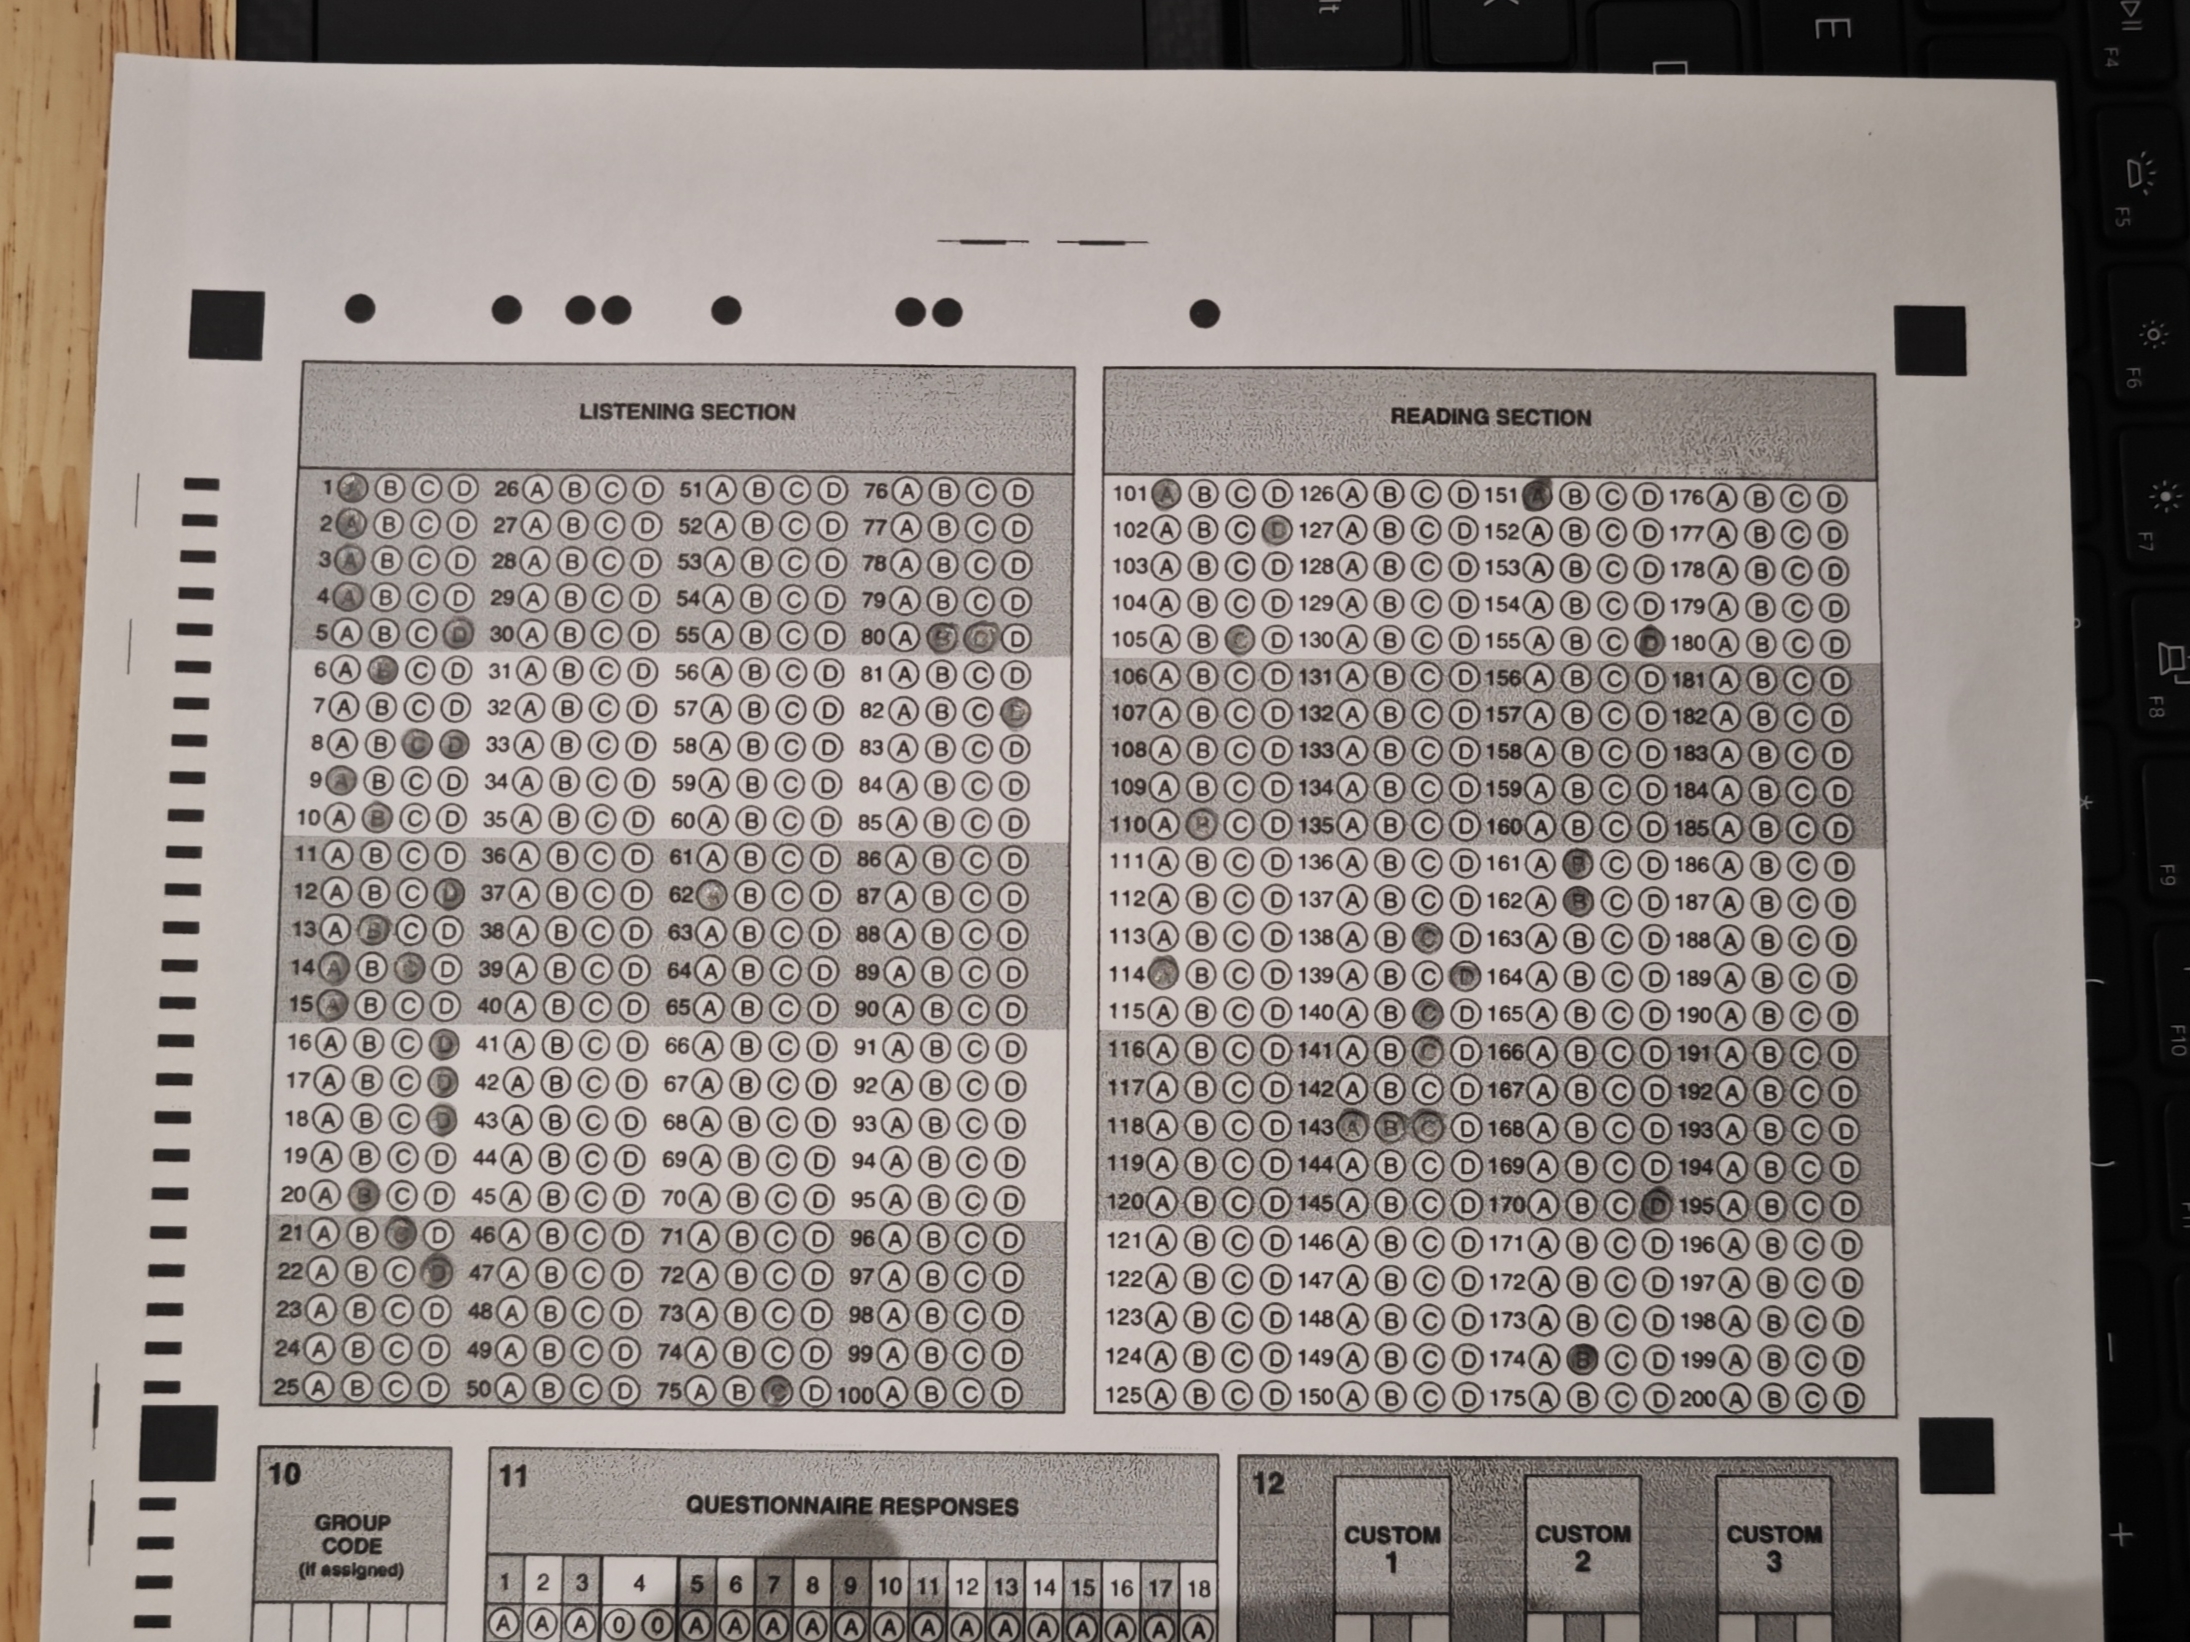 It
K
E
F4
F5
F6
F7
F8
F9
F10
LISTENING SECTION
READING SECTION
1 A B C D 26 A B C D 51 A B C D 76 A B C D 101 A B C D 126 A B C D 151 A B C D 176 A B C D
2 A B C D 27 A B C D 52 A B C D 77 A B C D 102 A B C D 127 A B C D 152 A B C D 177 A B C D
3 A B C D 28 A B C D 53 A B C D 78 A B C D 103 A B C D 128 A B C D 153 A B C D 178 A B C D
4 A B C D 29 A B C D 54 A B C D 79 A B C D 104 A B C D 129 A B C D 154 A B C D 179 A B C D
5 A B C D 30 A B C D 55 A B C D 80 A B C D 105 A B C D 130 A B C D 155 A B C D 180 A B C D
6 A B C D 31 A B C D 56 A B C D 81 A B C D 106 A B C D 131 A B C D 156 A B C D 181 A B C D
7 A B C D 32 A B C D 57 A B C D 82 A B C D 107 A B C D 132 A B C D 157 A B C D 182 A B C D
8 A B C D 33 A B C D 58 A B C D 83 A B C D 108 A B C D 133 A B C D 158 A B C D 183 A B C D
9 A B C D 34 A B C D 59 A B C D 84 A B C D 109 A B C D 134 A B C D 159 A B C D 184 A B C D
10 A B C D 35 A B C D 60 A B C D 85 A B C D 110 A B C D 135 A B C D 160 A B C D 185 A B C D
11 A B C D 36 A B C D 61 A B C D 86 A B C D 111 A B C D 136 A B C D 161 A B C D 186 A B C D
12 A B C D 37 A B C D 62 A B C D 87 A B C D 112 A B C D 137 A B C D 162 A B C D 187 A B C D
13 A B C D 38 A B C D 63 A B C D 88 A B C D 113 A B C D 138 A B C D 163 A B C D 188 A B C D
14 A B C D 39 A B C D 64 A B C D 89 A B C D 114 A B C D 139 A B C D 164 A B C D 189 A B C D
15 A B C D 40 A B C D 65 A B C D 90 A B C D 115 A B C D 140 A B C D 165 A B C D 190 A B C D
16 A B C D 41 A B C D 66 A B C D 91 A B C D 116 A B C D 141 A B C D 166 A B C D 191 A B C D
17 A B C D 42 A B C D 67 A B C D 92 A B C D 117 A B C D 142 A B C D 167 A B C D 192 A B C D
18 A B C D 43 A B C D 68 A B C D 93 A B C D 118 A B C D 143 A B C D 168 A B C D 193 A B C D
19 A B C D 44 A B C D 69 A B C D 94 A B C D 119 A B C D 144 A B C D 169 A B C D 194 A B C D
20 A B C D 45 A B C D 70 A B C D 95 A B C D 120 A B C D 145 A B C D 170 A B C D 195 A B C D
21 A B C D 46 A B C D 71 A B C D 96 A B C D 121 A B C D 146 A B C D 171 A B C D 196 A B C D
22 A B C D 47 A B C D 72 A B C D 97 A B C D 122 A B C D 147 A B C D 172 A B C D 197 A B C D
23 A B C D 48 A B C D 73 A B C D 98 A B C D 123 A B C D 148 A B C D 173 A B C D 198 A B C D
24 A B C D 49 A B C D 74 A B C D 99 A B C D 124 A B C D 149 A B C D 174 A B C D 199 A B C D
25 A B C D 50 A B C D 75 A B C D 100 A B C D 125 A B C D 150 A B C D 175 A B C D 200 A B C D
10
GROUP
CODE
(if assigned)
11
QUESTIONNAIRE RESPONSES
1 2 3 4 5 6 7 8 9 10 11 12 13 14 15 16 17 18
A A A 0 0 A A A A A A A A A A A A A A
12
CUSTOM
1
CUSTOM
2
CUSTOM
3